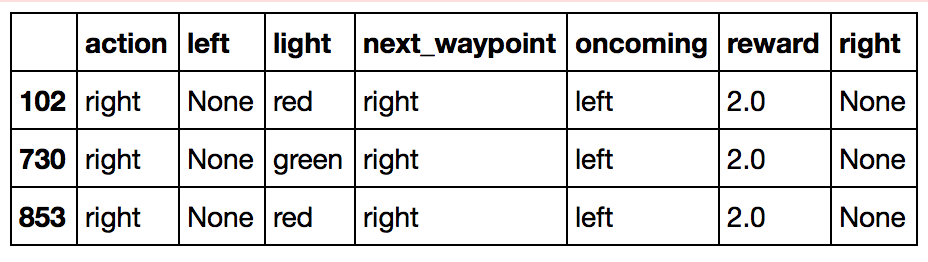 action left light next_waypoint oncoming reward right
102 right None red right left 2.0 None
730 right None green right left 2.0 None
853 right None red right left 2.0 None